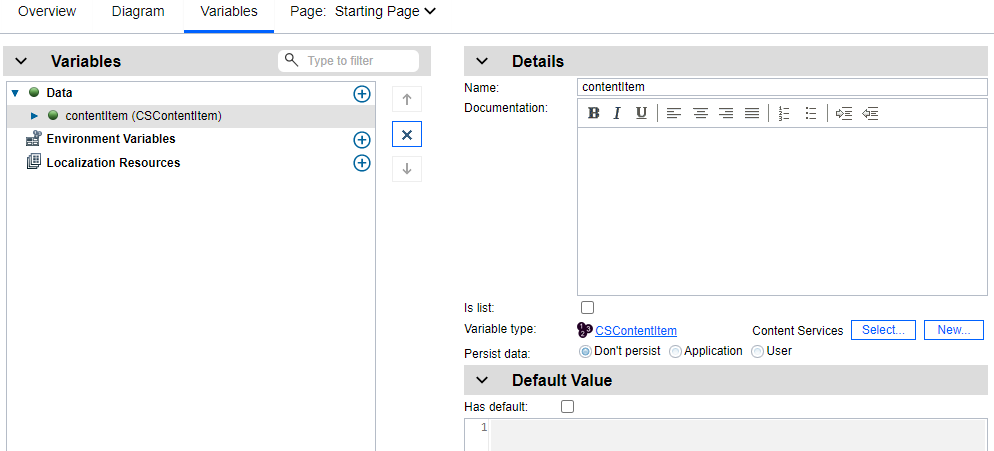 Overview Diagram Variables Page: Starting Page
Variables Type to filter
Data
contentItem (CSContentItem)
Environment Variables
Localization Resources
Details
Name: contentItem
Documentation:
B I U
Is list:
Variable type: CSContentItem Content Services Select... New...
Persist data: Don't persist Application User
Default Value
Has default:
1